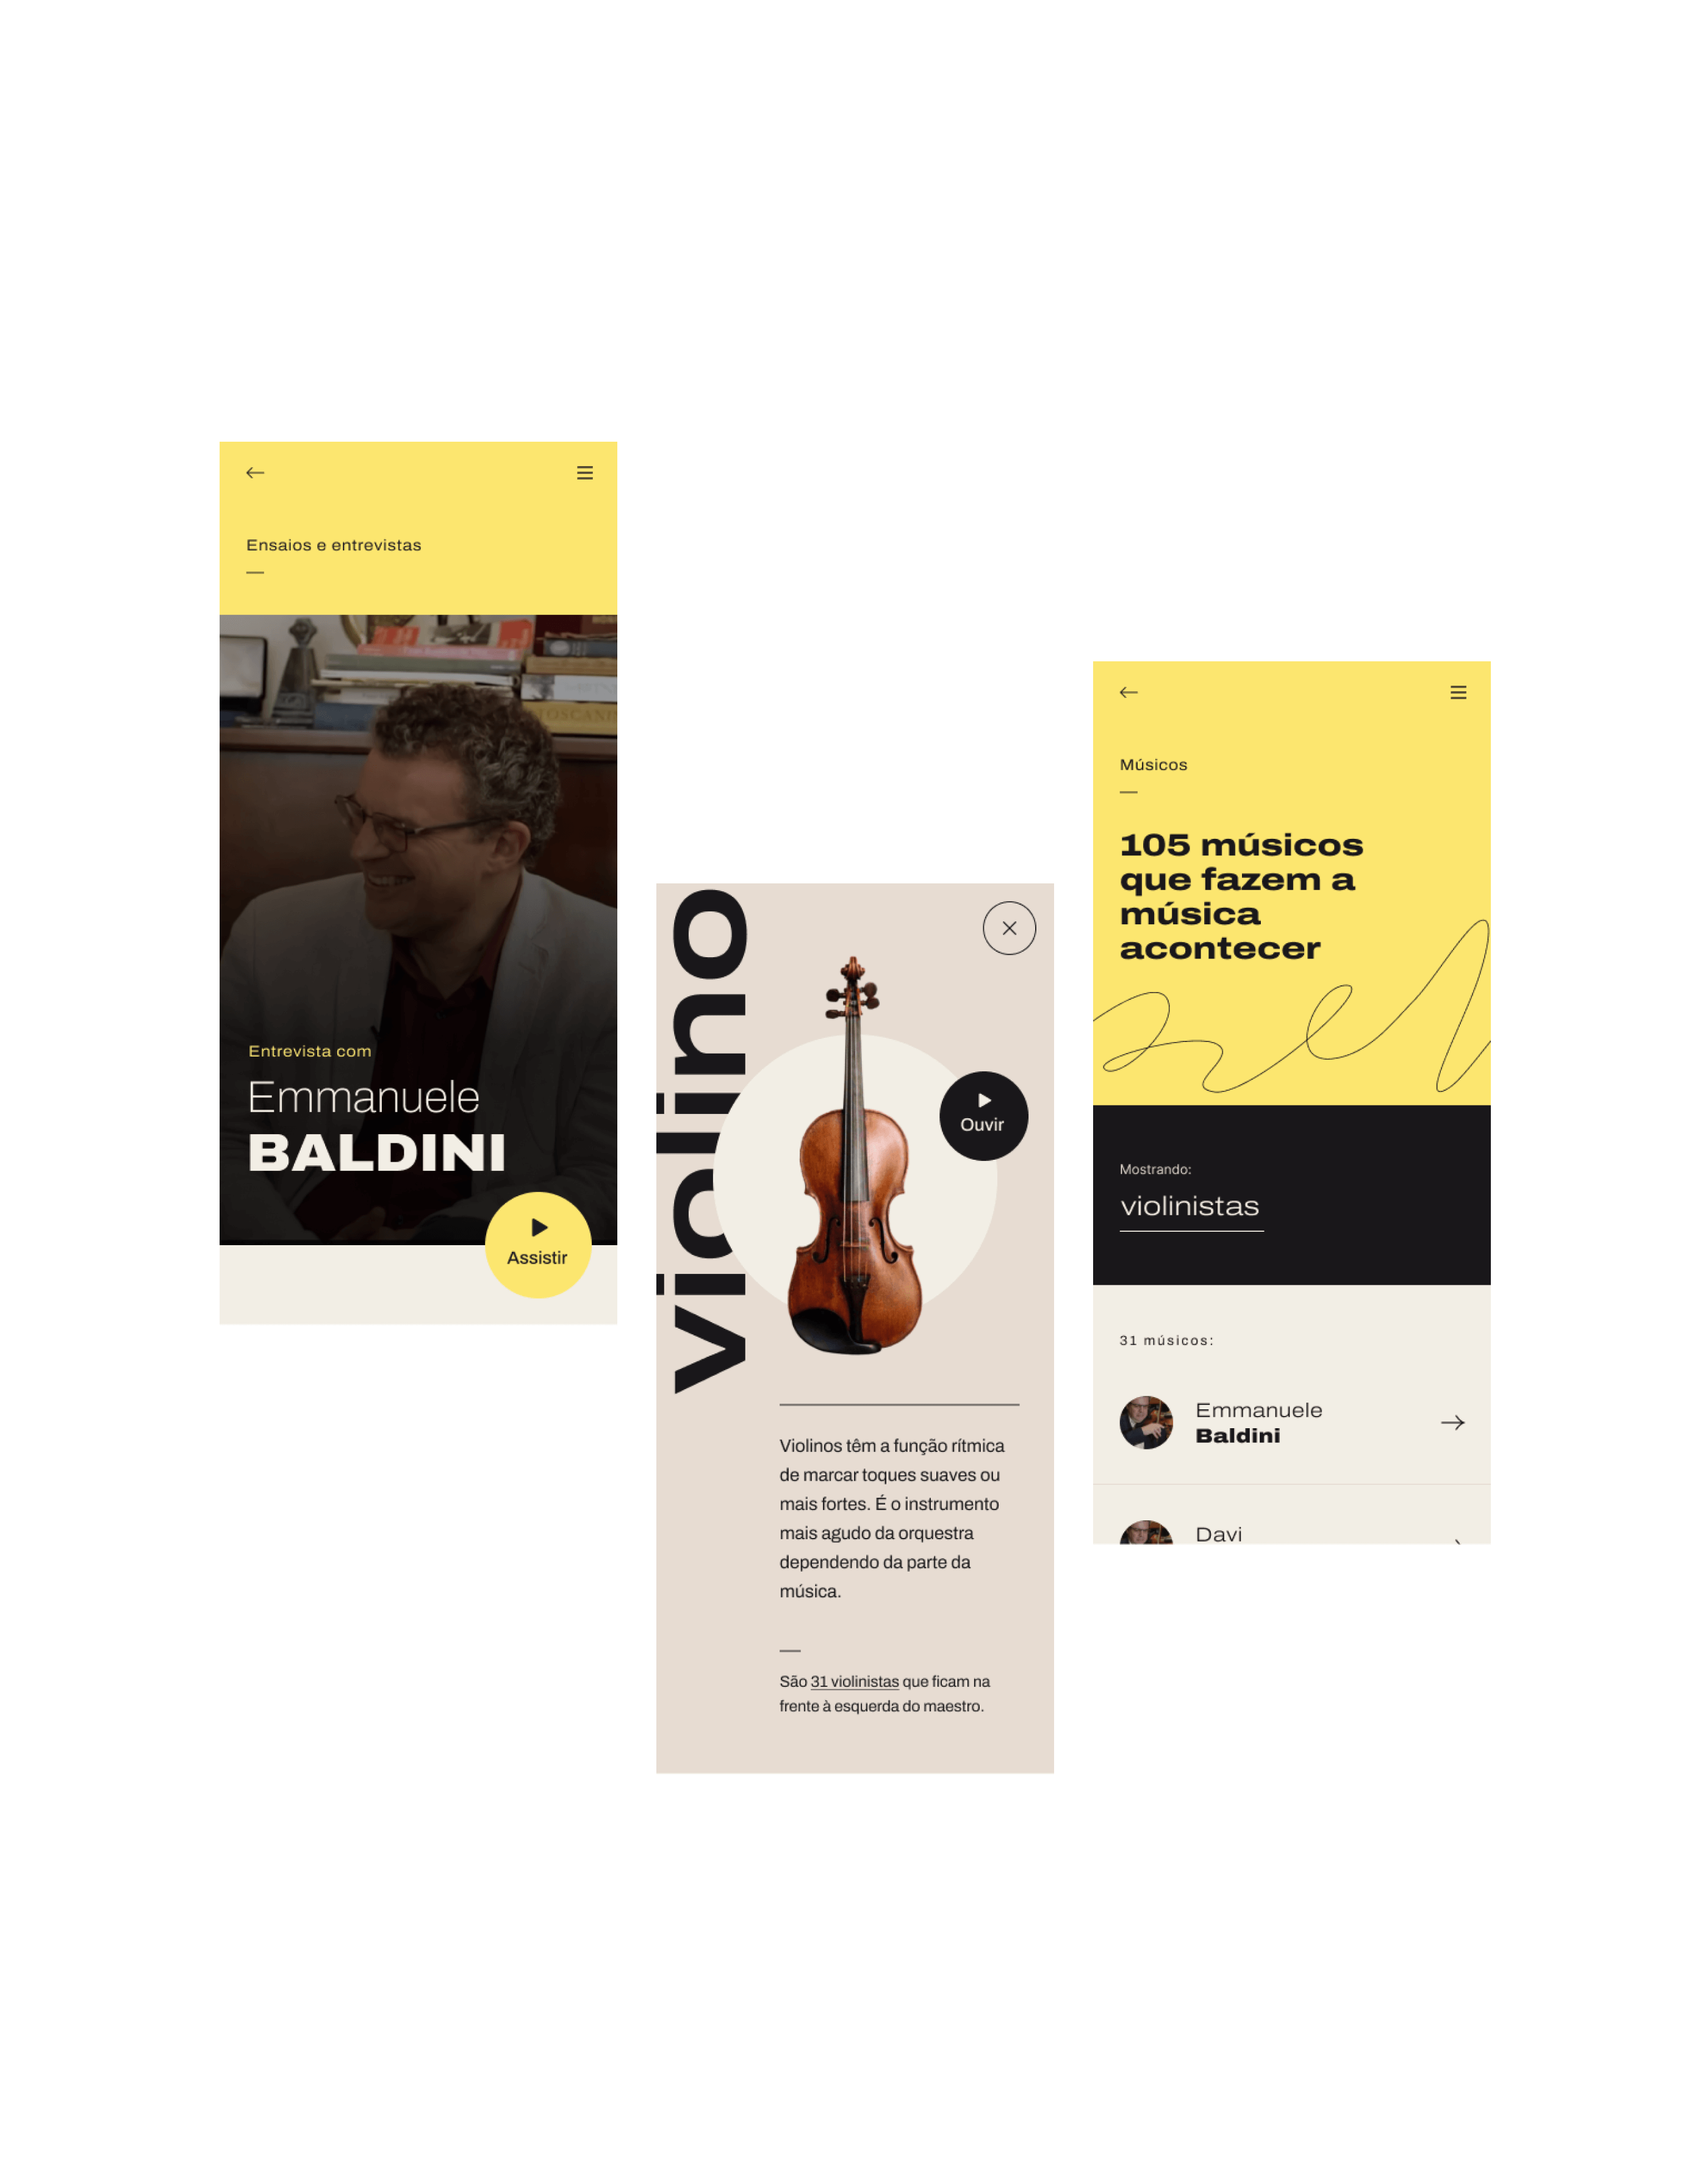 Ensaios e entrevistas
Entrevista com
Emmanuele
BALDINI
Assistir
violino
Ouvir
Violinos têm a função rítmica
de marcar toques suaves ou
mais fortes. É o instrumento
mais agudo da orquestra
dependendo da parte da
música.
São 31 violinistas que ficam na
frente à esquerda do maestro.
Músicos
105 músicos
que fazem a
música
acontecer
Mostrando:
violinistas
31 músicos:
Emmanuele
Baldini
Davi